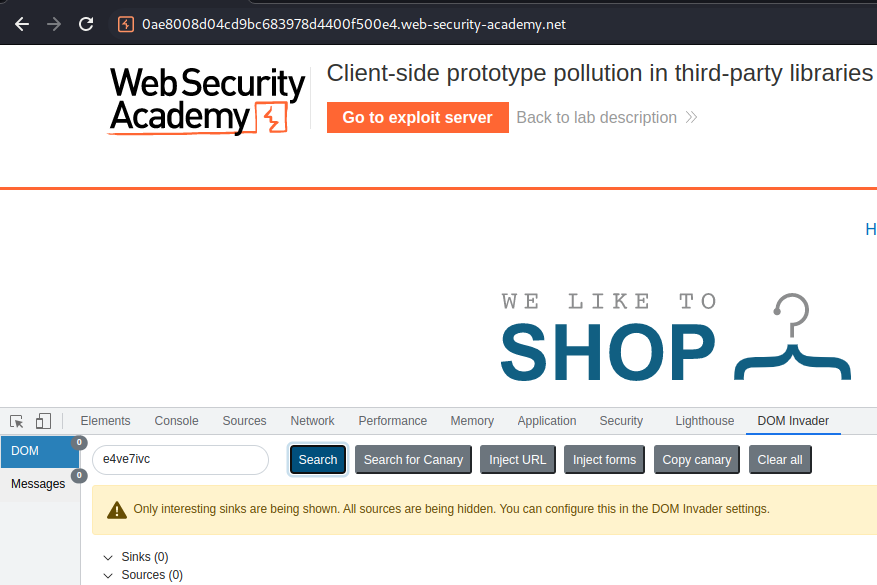 0ae8008d04cd9bc683978d4400f500e4.web-security-academy.net
Web Security
Academy
Client-side prototype pollution in third-party libraries
Go to exploit server
Back to lab description
H
WE LIKE TO
SHOP
Elements Console Sources Network Performance Memory Application Security Lighthouse DOM Invader
DOM 0
Messages 0
e4ve7ivc Search Search for Canary Inject URL Inject forms Copy canary Clear all
Only interesting sinks are being shown. All sources are being hidden. You can configure this in the DOM Invader settings.
Sinks (0)
Sources (0)